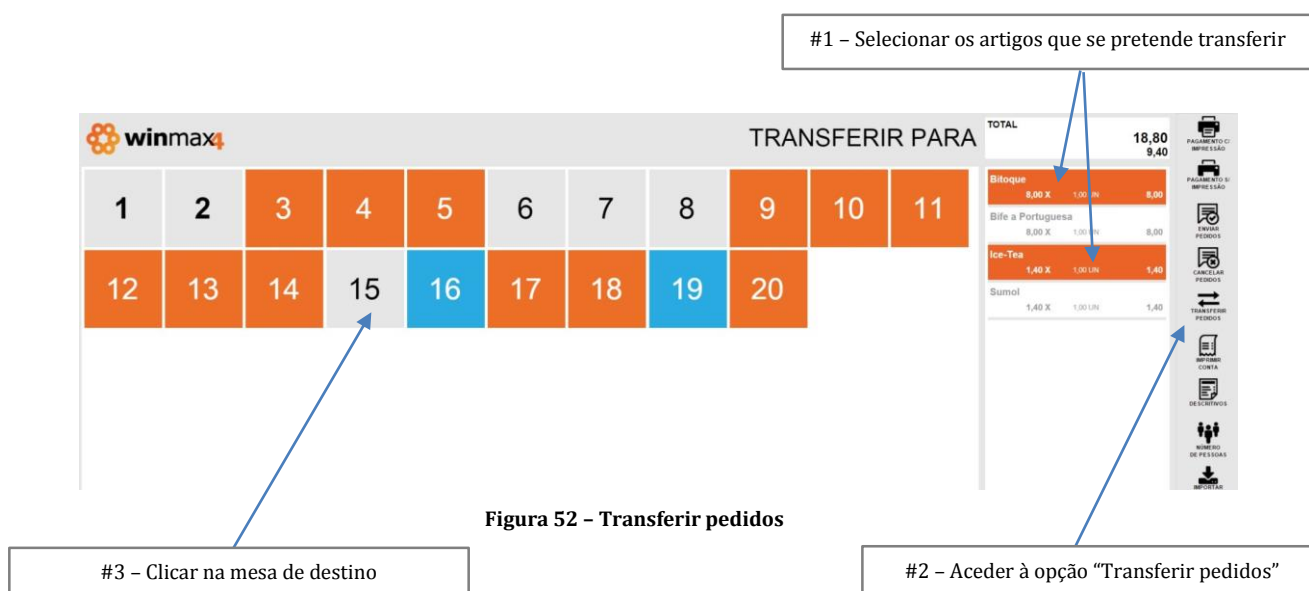 #1 – Selecionar os artigos que se pretende transferir
winmax4
TRANSFERIR PARA
TOTAL
18,80
9,40
1 2 3 4 5 6 7 8 9 10 11
12 13 14 15 16 17 18 19 20
Bitoque
8,00 X 1,00 UN 8,00
Bife a Portuguesa
8,00 X 1,00 UN 8,00
Ice-Tea
1,40 X 1,00 UN 1,40
Sumol
1,40 X 1,00 UN 1,40
PAGAMENTO C/
IMPRESSÃO
PAGAMENTO S/
IMPRESSÃO
ENVIAR
PEDIDOS
CANCELAR
PEDIDOS
TRANSFERIR
PEDIDOS
IMPRIMIR
CONTA
DESCRITIVOS
NÚMERO
DE PESSOAS
IMPORTAR
Figura 52 – Transferir pedidos
#3 – Clicar na mesa de destino
#2 – Aceder à opção “Transferir pedidos”